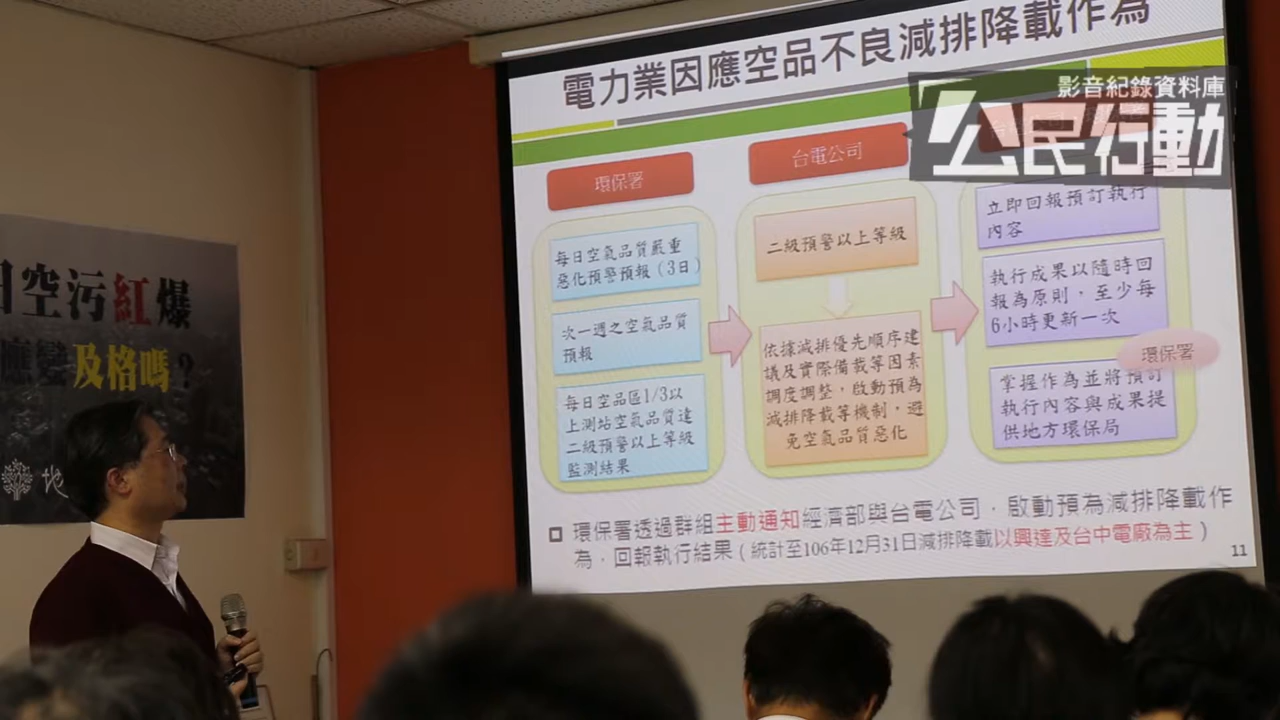 電力業因應空品不良減排降載作為
影音紀錄資料庫
公民行動
環保署
每日空氣品質嚴重
惡化預警預報（3日）
次一週之空氣品質
預報
每日空品區1/3以
上測站空氣品質達
二級預警以上等級
監測結果
台電公司
二級預警以上等級
依據減排優先順序建
議及實際備載等因素
調度調整，啟動預為
減排降載等機制，避
免空氣品質惡化
立即回報預訂執行
內容
執行成果以隨時回
報為原則，至少每
6小時更新一次
環保署
掌握作為並將預訂
執行內容與成果提
供地方環保局
環保署透過群組主動通知經濟部與台電公司，啟動預為減排降載作
為，回報執行結果（統計至106年12月31日減排降載以興達及台中電廠為主）
11
日空污紅爆
應變及格嗎？
地